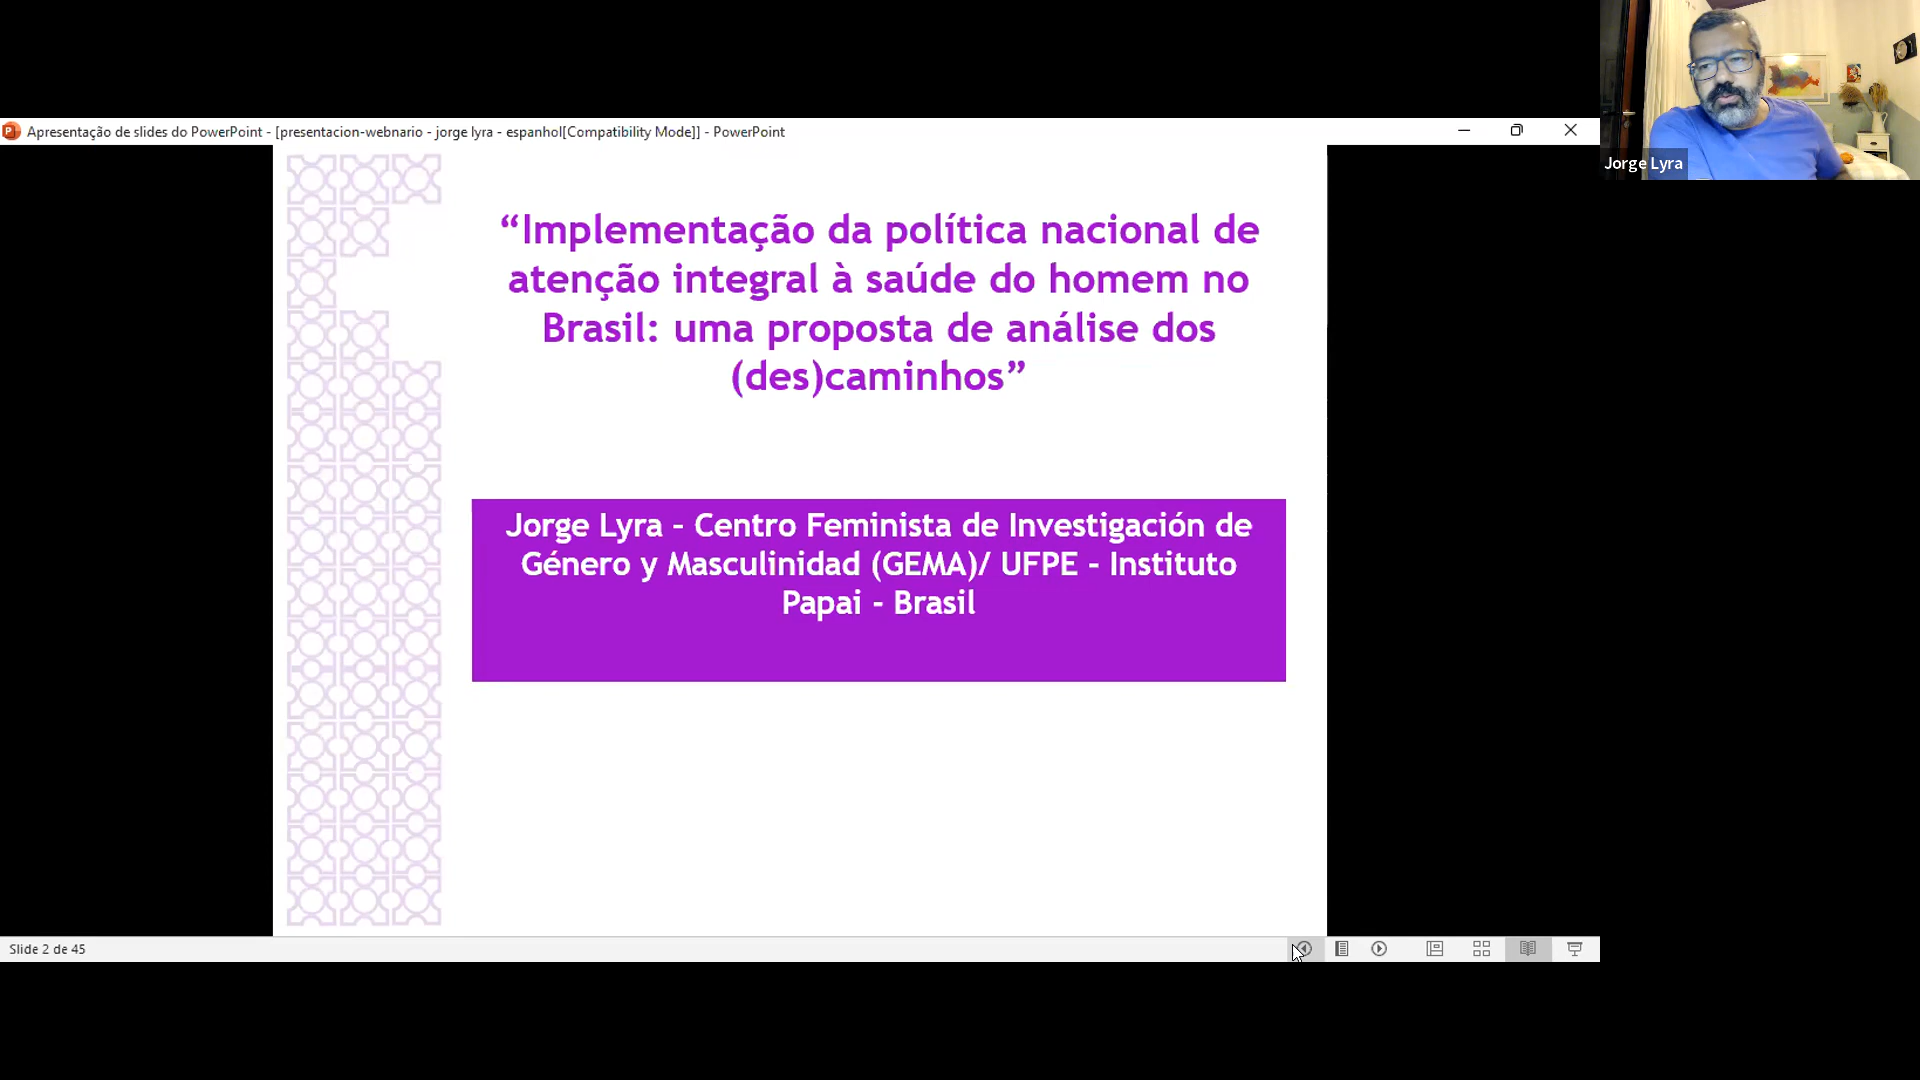 Apresentação de slides do PowerPoint - [presentacion-webnario - jorge lyra - espanhol[Compatibility Mode]] - PowerPoint
Jorge Lyra
“Implementação da política nacional de
atenção integral à saúde do homem no
Brasil: uma proposta de análise dos
(des)caminhos”
Jorge Lyra – Centro Feminista de Investigación de
Género y Masculinidad (GEMA)/ UFPE - Instituto
Papai - Brasil
Slide 2 de 45